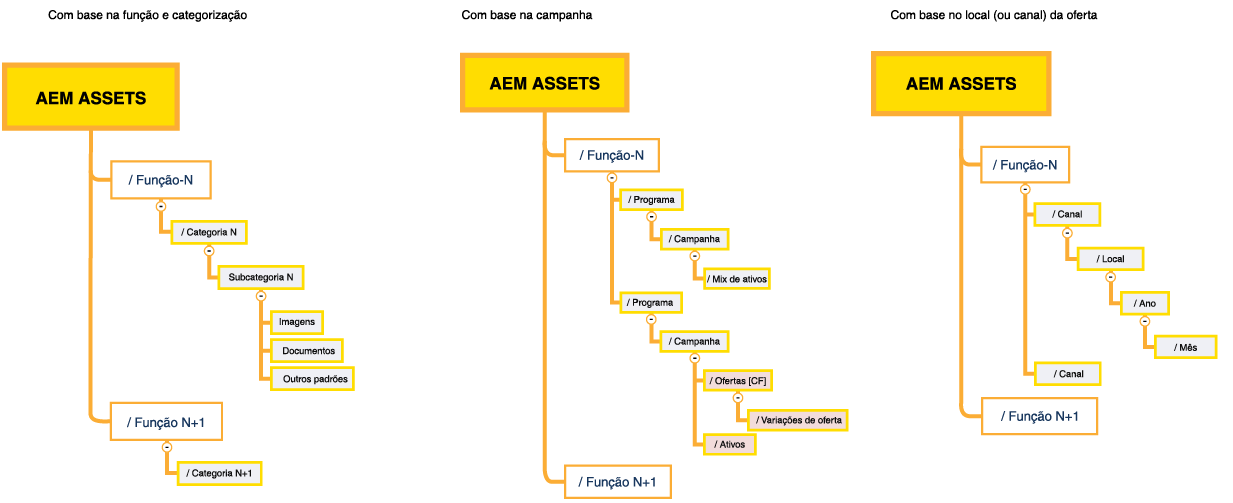 Com base na função e categorização
AEM ASSETS
/ Função-N
/ Categoria N
Subcategoria N
Imagens
Documentos
Outros padrões
/ Função N+1
/ Categoria N+1
Com base na campanha
AEM ASSETS
/ Função-N
/ Programa
/ Campanha
/ Mix de ativos
/ Programa
/ Campanha
/ Ofertas [CF]
/ Variações de oferta
/ Ativos
/ Função N+1
Com base no local (ou canal) da oferta
AEM ASSETS
/ Função-N
/ Canal
/ Local
/ Ano
/ Mês
/ Canal
/ Função N+1